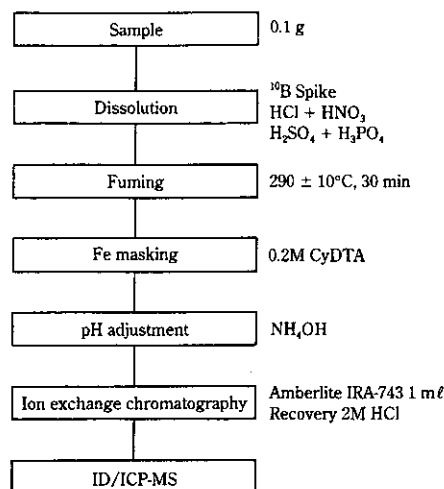 Sample
0.1 g
Dissolution
¹⁰B Spike
HCl + HNO₃
H₂SO₄ + H₃PO₄
Fuming
290 ± 10°C, 30 min
Fe masking
0.2M CyDTA
pH adjustment
NH₄OH
Ion exchange chromatography
Amberlite IRA-743 1 mℓ
Recovery 2M HCl
ID/ICP-MS